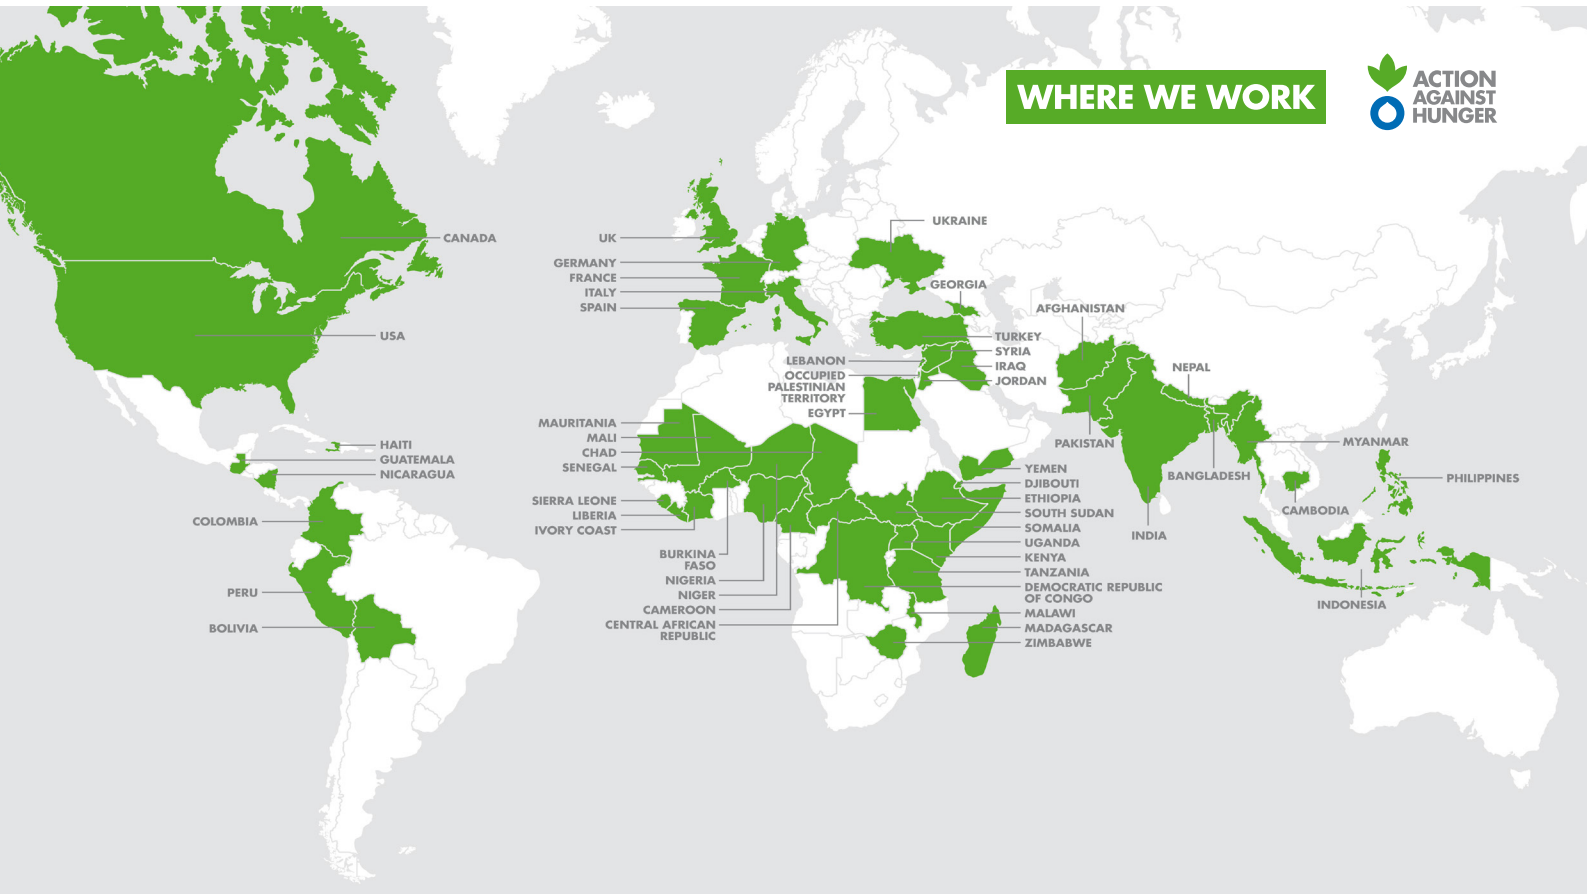 WHERE WE WORK
ACTION
AGAINST
HUNGER
CANADA
USA
HAITI
GUATEMALA
NICARAGUA
COLOMBIA
PERU
BOLIVIA
UK
GERMANY
FRANCE
ITALY
SPAIN
UKRAINE
GEORGIA
AFGHANISTAN
TURKEY
SYRIA
IRAQ
JORDAN
LEBANON
OCCUPIED
PALESTINIAN
TERRITORY
EGYPT
MAURITANIA
MALI
CHAD
SENEGAL
SIERRA LEONE
LIBERIA
IVORY COAST
BURKINA
FASO
NIGERIA
NIGER
CAMEROON
CENTRAL AFRICAN
REPUBLIC
YEMEN
DJIBOUTI
ETHIOPIA
SOUTH SUDAN
SOMALIA
UGANDA
KENYA
TANZANIA
DEMOCRATIC REPUBLIC
OF CONGO
MALAWI
MADAGASCAR
ZIMBABWE
NEPAL
PAKISTAN
BANGLADESH
INDIA
MYANMAR
PHILIPPINES
CAMBODIA
INDONESIA